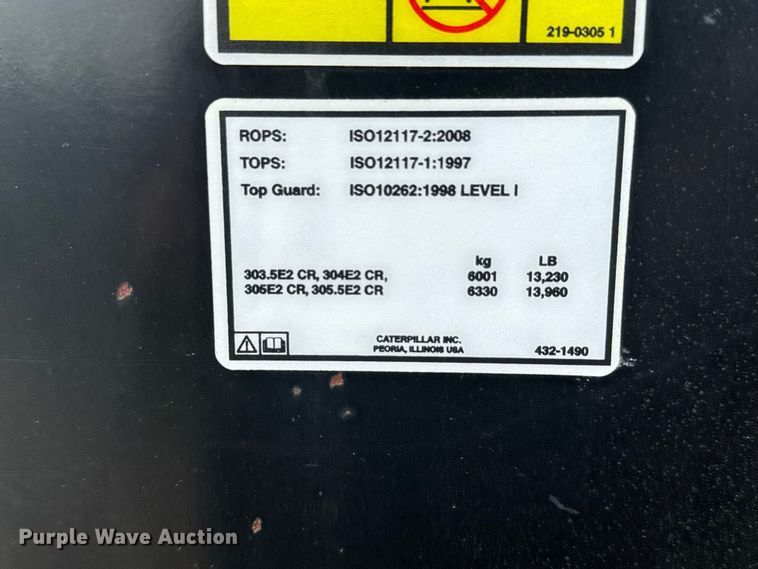 219-0305 1
ROPS: ISO12117-2:2008
TOPS: ISO12117-1:1997
Top Guard: ISO10262:1998 LEVEL I
kg LB
303.5E2 CR, 304E2 CR, 6001 13,230
305E2 CR, 305.5E2 CR 6330 13,960
CATERPILLAR INC.
PEORIA, ILLINOIS USA
432-1490
Purple Wave Auction